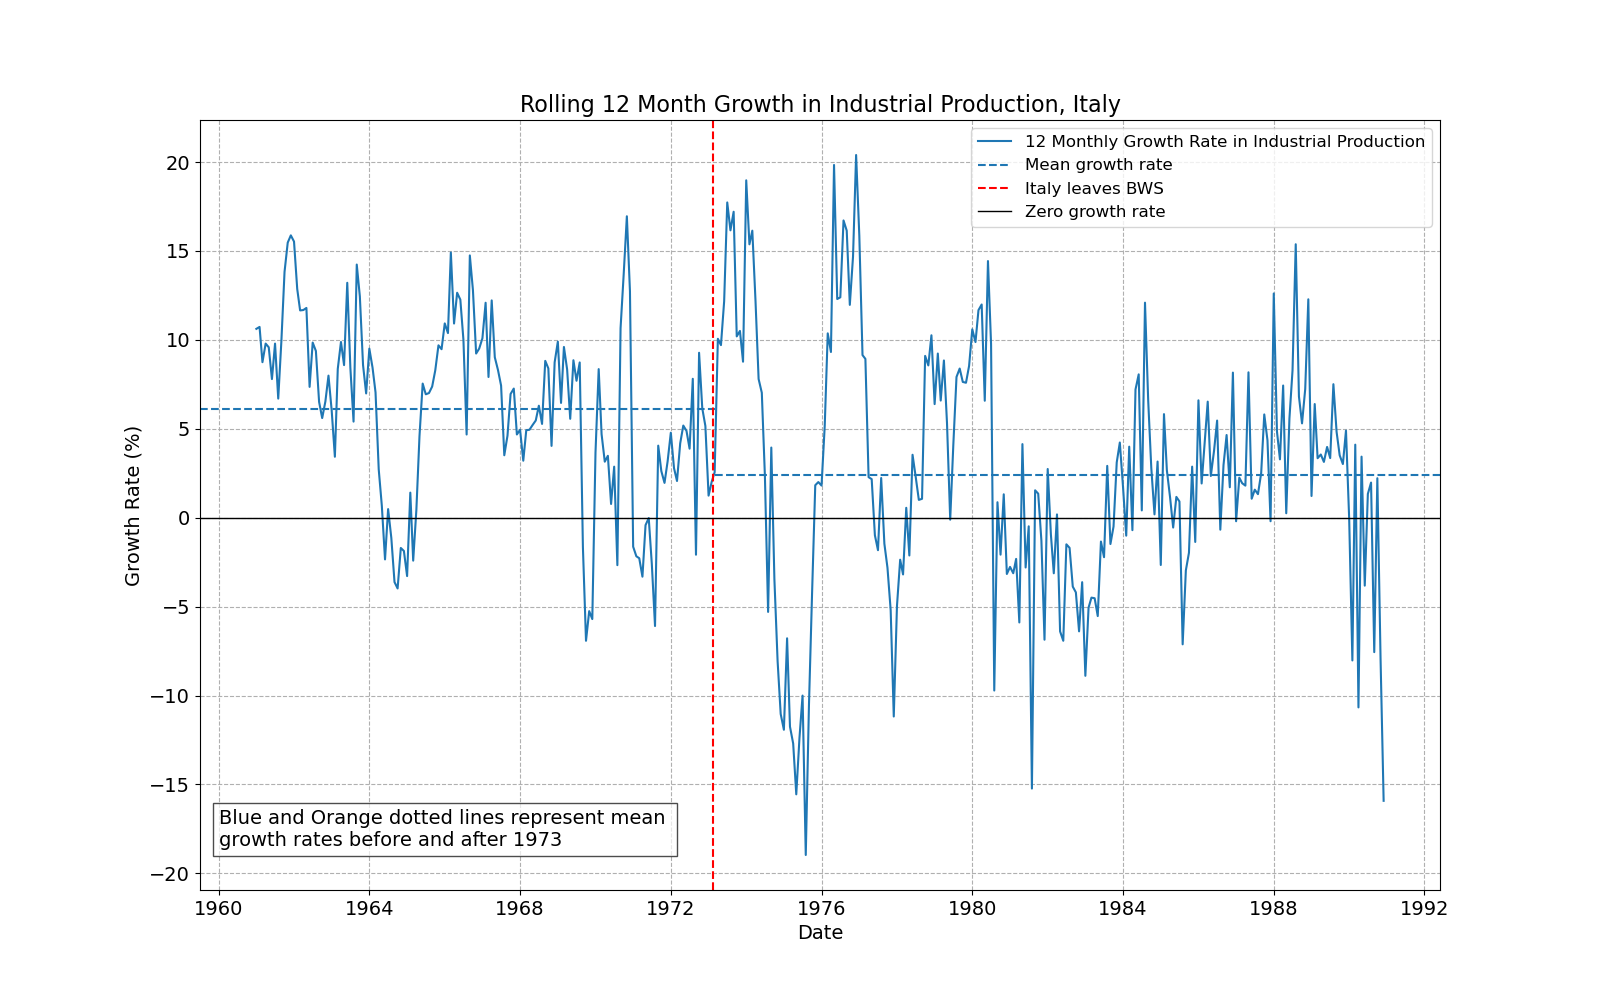 Rolling 12 Month Growth in Industrial Production, Italy
12 Monthly Growth Rate in Industrial Production
Mean growth rate
Italy leaves BWS
Zero growth rate
Growth Rate (%)
20
15
10
5
0
−5
−10
−15
−20
Blue and Orange dotted lines represent mean
growth rates before and after 1973
1960 1964 1968 1972 1976 1980 1984 1988 1992
Date